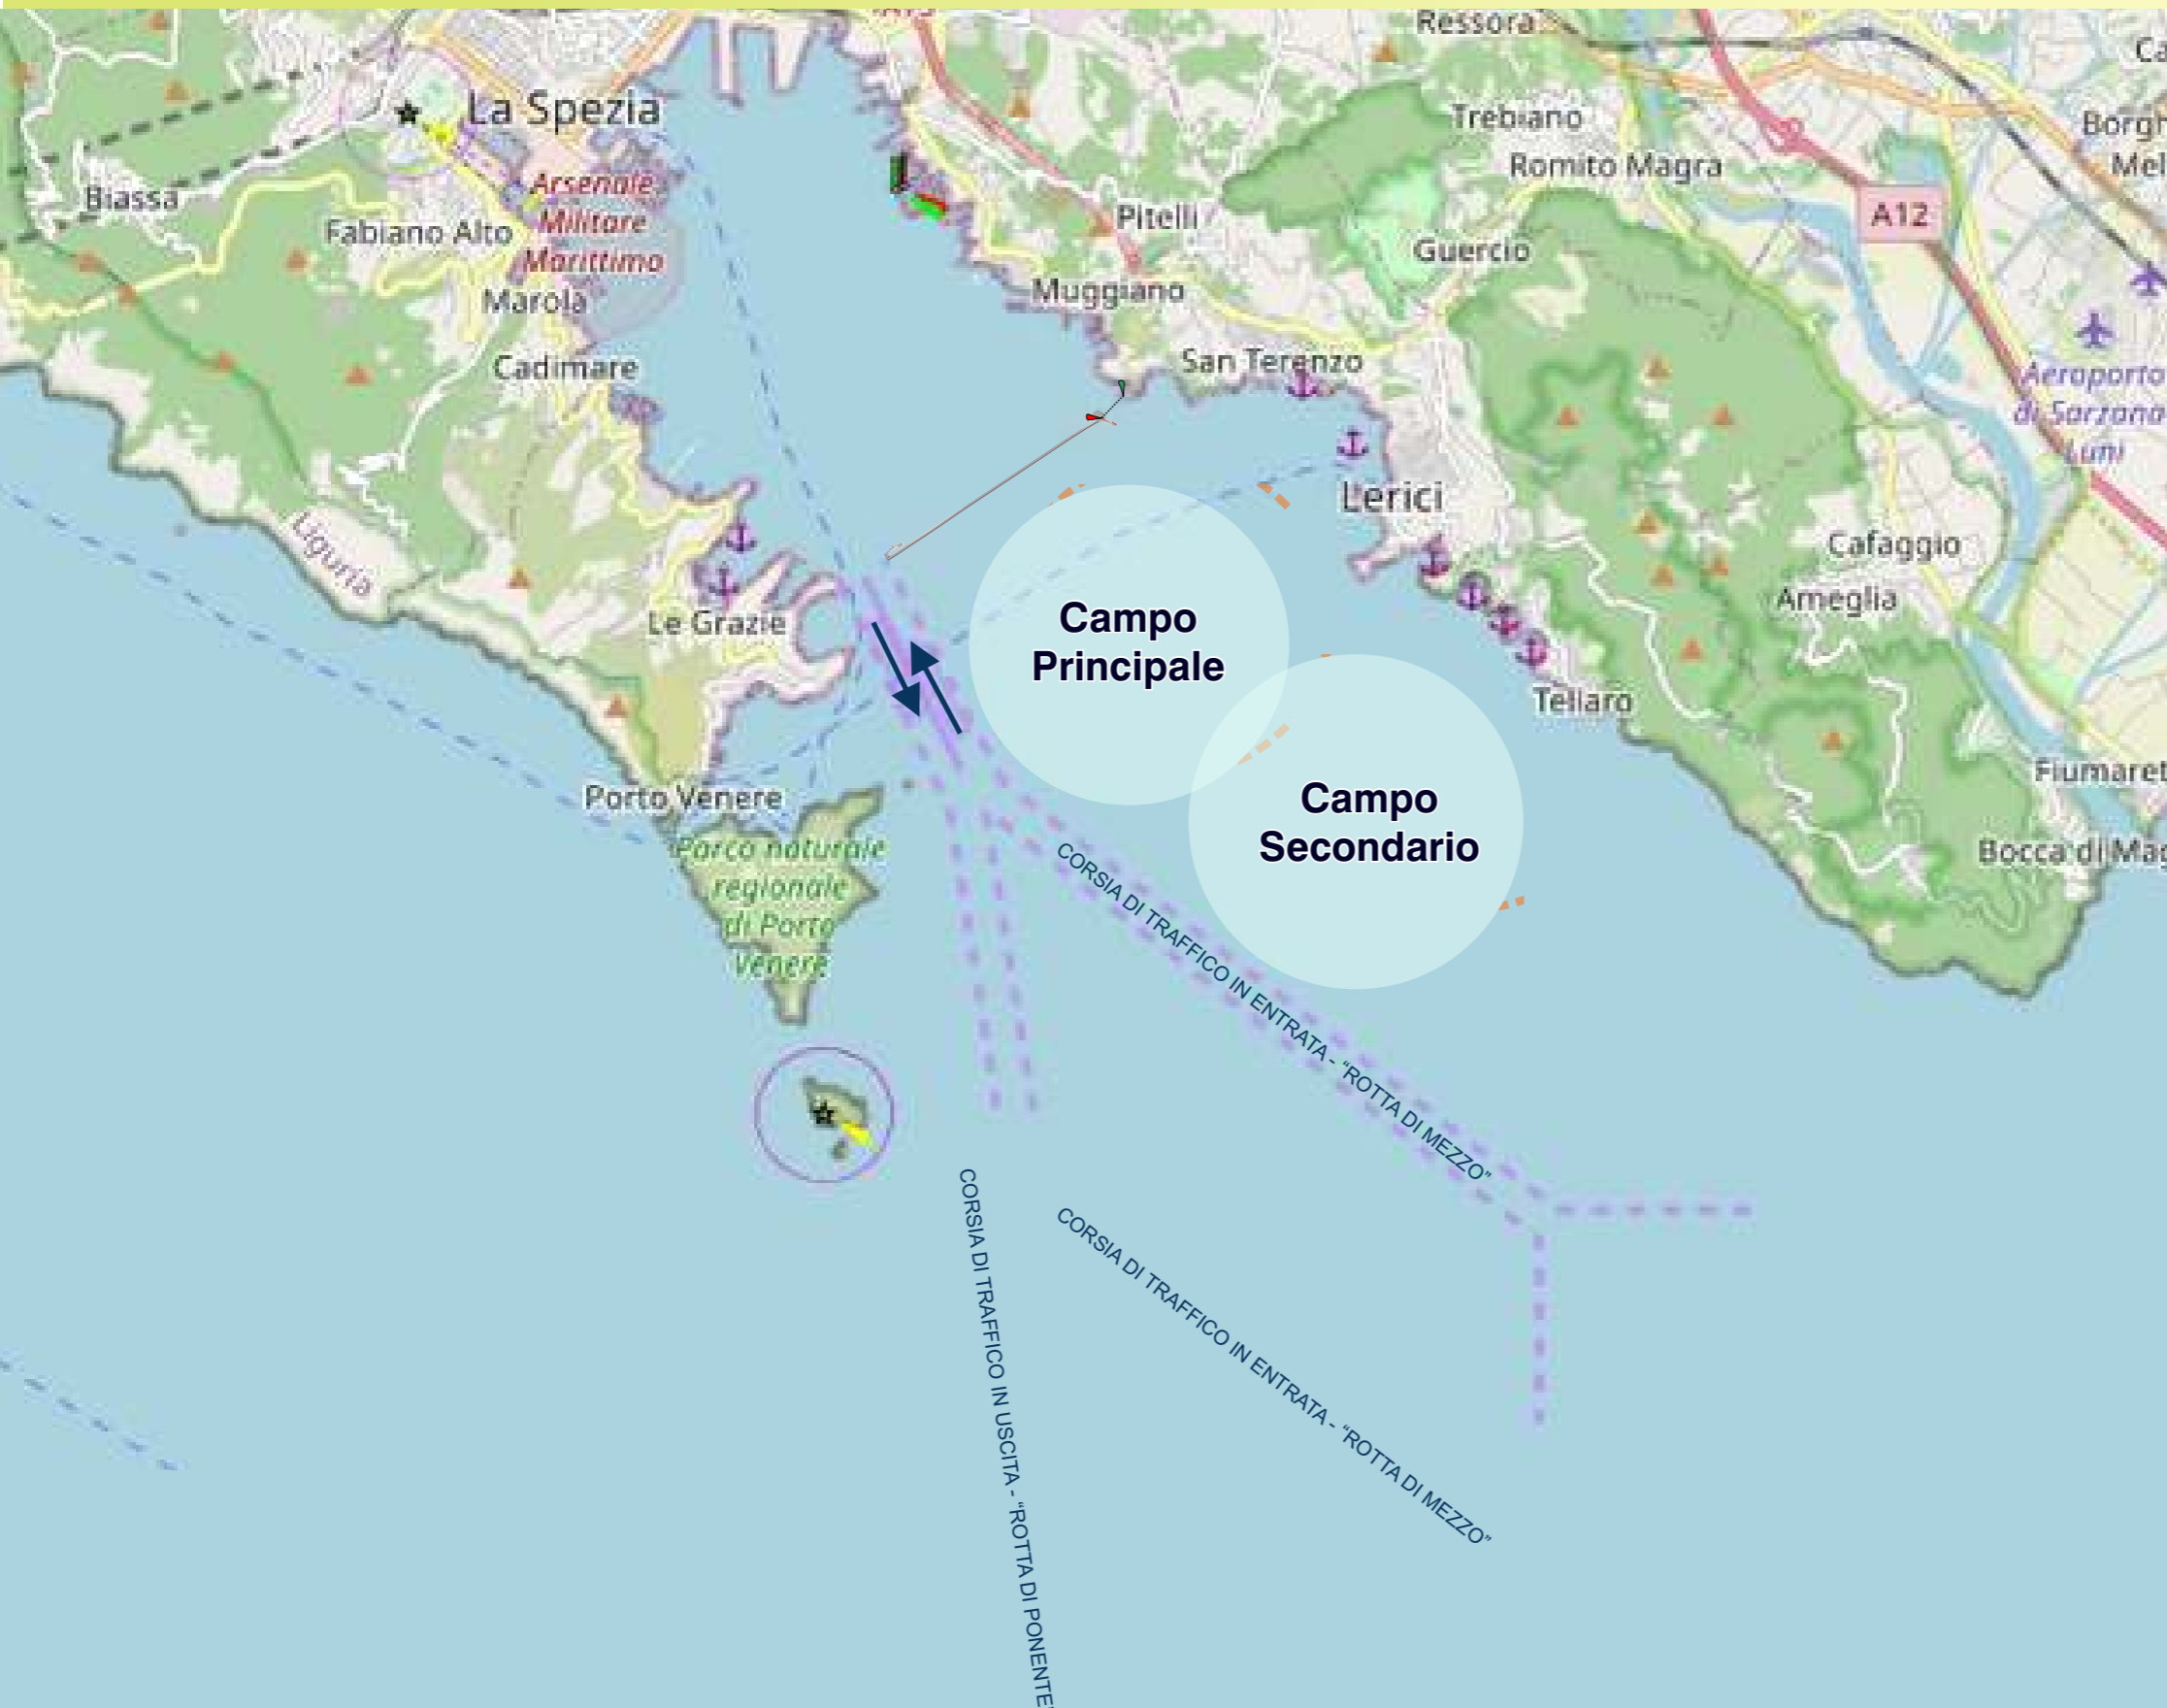 Ressora
La Spezia
Trebiano
Borgh
Mel
Romito Magra
Biassa
Arsenale
Militare
Marittimo
Fabiano Alto
Pitelli
A12
Guercio
Marola
Muggiano
Cadimare
San Terenzo
Aeroporto
di Sarzana
Luni
Lerici
Liguria
Cafaggio
Ameglia
Le Grazie
Campo
Principale
Tellaro
Porto Venere
Fiumaret
Campo
Secondario
Parco naturale
regionale
di Porto
Venere
Bocca di Mag
CORSIA DI TRAFFICO IN ENTRATA - “ROTTA DI MEZZO”
CORSIA DI TRAFFICO IN USCITA - “ROTTA DI PONENTE”
CORSIA DI TRAFFICO IN ENTRATA - “ROTTA DI MEZZO”